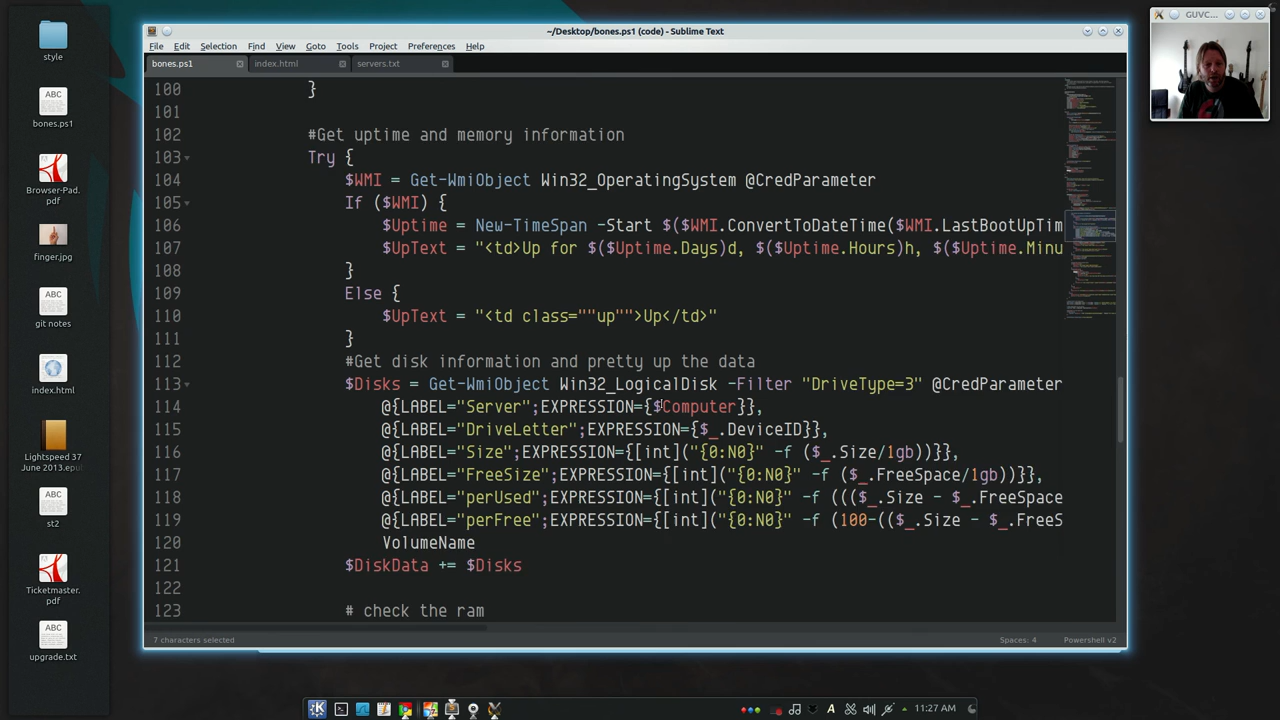 ~/Desktop/bones.ps1 (code) - Sublime Text
GUVC...
File Edit Selection Find View Goto Tools Project Preferences Help
bones.ps1 index.html servers.txt
100 }
101
102 #Get uptime and memory information
103 Try {
104 $WMI = Get-WmiObject Win32_OperatingSystem @CredParameter
105 If ($WMI) {
106 $Uptime = New-Timespan -Start $($WMI.ConvertToDateTime($WMI.LastBootUpTim
107 $UpText = "<td>Up for $($Uptime.Days)d, $($Uptime.Hours)h, $($Uptime.Minu
108 }
109 Else {
110 $UpText = "<td class=""up"">Up</td>"
111 }
112 #Get disk information and pretty up the data
113 $Disks = Get-WmiObject Win32_LogicalDisk -Filter "DriveType=3" @CredParameter
114 @{LABEL="Server";EXPRESSION={$Computer}},
115 @{LABEL="DriveLetter";EXPRESSION={$_.DeviceID}},
116 @{LABEL="Size";EXPRESSION={[int]("{0:N0}" -f ($_.Size/1gb))}},
117 @{LABEL="FreeSize";EXPRESSION={[int]("{0:N0}" -f ($_.FreeSpace/1gb))}},
118 @{LABEL="perUsed";EXPRESSION={[int]("{0:N0}" -f ((($_.Size - $_.FreeSpace
119 @{LABEL="perFree";EXPRESSION={[int]("{0:N0}" -f (100-(($_.Size - $_.FreeS
120 VolumeName
121 $DiskData += $Disks
122
123 # check the ram
7 characters selected
Spaces: 4
Powershell v2
style
ABC
bones.ps1
Browser-Pad.
pdf
finger.jpg
ABC
git notes
index.html
Lightspeed 37
June 2013.epub
ABC
st2
Ticketmaster.
pdf
ABC
upgrade.txt
A
11:27 AM